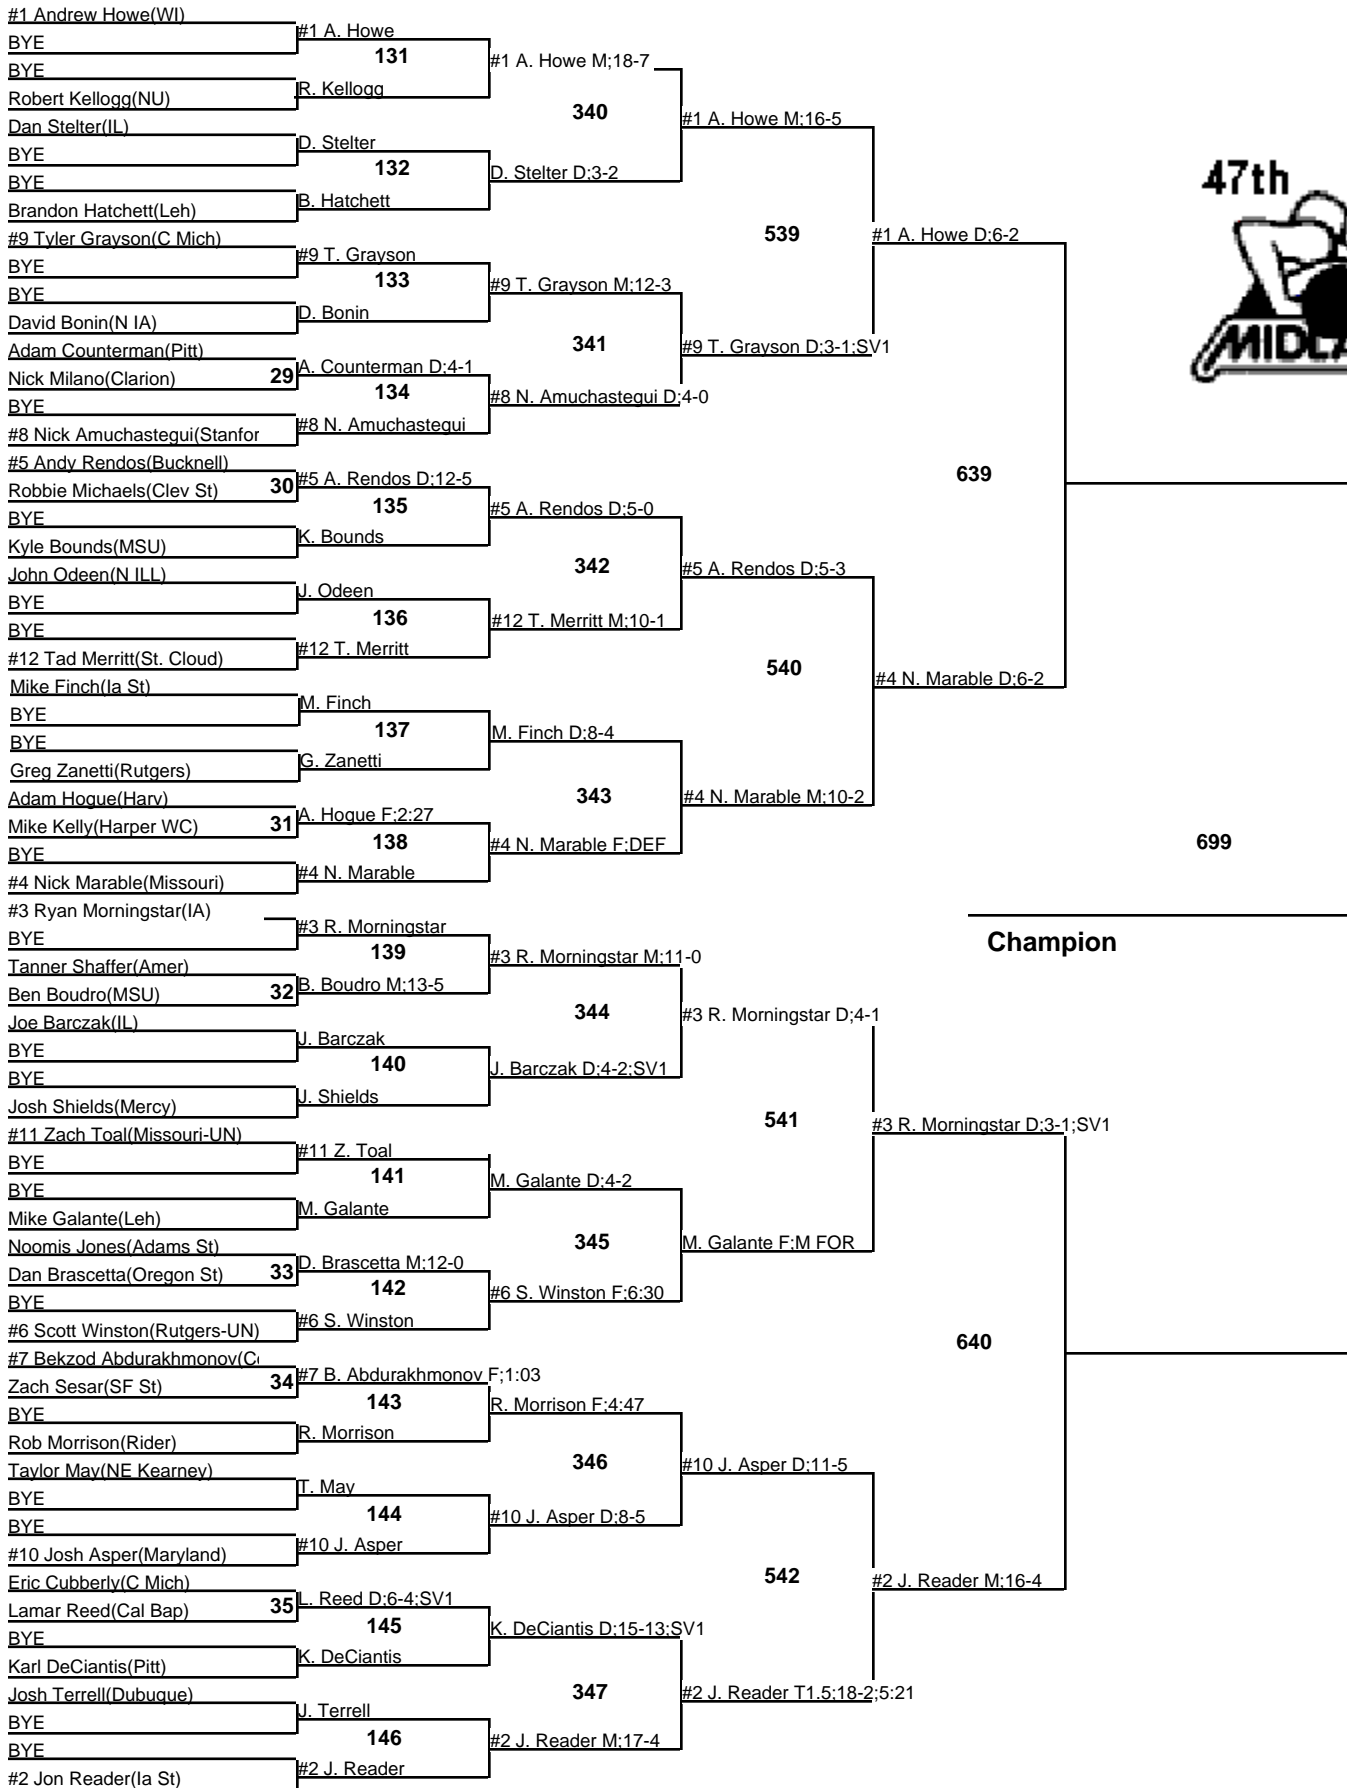 #1 Andrew Howe(WI)
BYE
BYE
Robert Kellogg(NU)
Dan Stelter(IL)
BYE
BYE
Brandon Hatchett(Leh)
#9 Tyler Grayson(C Mich)
BYE
BYE
David Bonin(N IA)
Adam Counterman(Pitt)
Nick Milano(Clarion) 29
BYE
#8 Nick Amuchastegui(Stanfor
#5 Andy Rendos(Bucknell)
Robbie Michaels(Clev St) 30
BYE
Kyle Bounds(MSU)
John Odeen(N ILL)
BYE
BYE
#12 Tad Merritt(St. Cloud)
Mike Finch(Ia St)
BYE
BYE
Greg Zanetti(Rutgers)
Adam Hogue(Harv)
Mike Kelly(Harper WC) 31
BYE
#4 Nick Marable(Missouri)
#3 Ryan Morningstar(IA)
BYE
Tanner Shaffer(Amer)
Ben Boudro(MSU) 32
Joe Barczak(IL)
BYE
BYE
Josh Shields(Mercy)
#11 Zach Toal(Missouri-UN)
BYE
BYE
Mike Galante(Leh)
Noomis Jones(Adams St)
Dan Brascetta(Oregon St) 33
BYE
#6 Scott Winston(Rutgers-UN)
#7 Bekzod Abdurakhmonov(C
Zach Sesar(SF St) 34
BYE
Rob Morrison(Rider)
Taylor May(NE Kearney)
BYE
BYE
#10 Josh Asper(Maryland)
Eric Cubberly(C Mich)
Lamar Reed(Cal Bap) 35
BYE
Karl DeCiantis(Pitt)
Josh Terrell(Dubuque)
BYE
BYE
#2 Jon Reader(Ia St)
#1 A. Howe
131
R. Kellogg
D. Stelter
132
B. Hatchett
#9 T. Grayson
133
D. Bonin
A. Counterman D;4-1
134
#8 N. Amuchastegui
#5 A. Rendos D;12-5
135
K. Bounds
J. Odeen
136
#12 T. Merritt
M. Finch
137
G. Zanetti
A. Hogue F;2:27
138
#4 N. Marable
#3 R. Morningstar
139
B. Boudro M;13-5
J. Barczak
140
J. Shields
#11 Z. Toal
141
M. Galante
D. Brascetta M;12-0
142
#6 S. Winston
#7 B. Abdurakhmonov F;1:03
143
R. Morrison
T. May
144
#10 J. Asper
L. Reed D;6-4;SV1
145
K. DeCiantis
J. Terrell
146
#2 J. Reader
#1 A. Howe M;18-7
340
D. Stelter D;3-2
#9 T. Grayson M;12-3
341
#8 N. Amuchastegui D;4-0
#5 A. Rendos D;5-0
342
#12 T. Merritt M;10-1
M. Finch D;8-4
343
#4 N. Marable F;DEF
#3 R. Morningstar M;11-0
344
J. Barczak D;4-2;SV1
M. Galante D;4-2
345
#6 S. Winston F;6:30
R. Morrison F;4:47
346
#10 J. Asper D;8-5
K. DeCiantis D;15-13;SV1
347
#2 J. Reader M;17-4
#1 A. Howe M;16-5
539
#9 T. Grayson D;3-1;SV1
#5 A. Rendos D;5-3
540
#4 N. Marable M;10-2
#3 R. Morningstar D;4-1
541
M. Galante F;M FOR
#10 J. Asper D;11-5
542
#2 J. Reader T1.5;18-2;5:21
#1 A. Howe D;6-2
639
#4 N. Marable D;6-2
#3 R. Morningstar D;3-1;SV1
640
#2 J. Reader M;16-4
47th
MIDLA
699
Champion